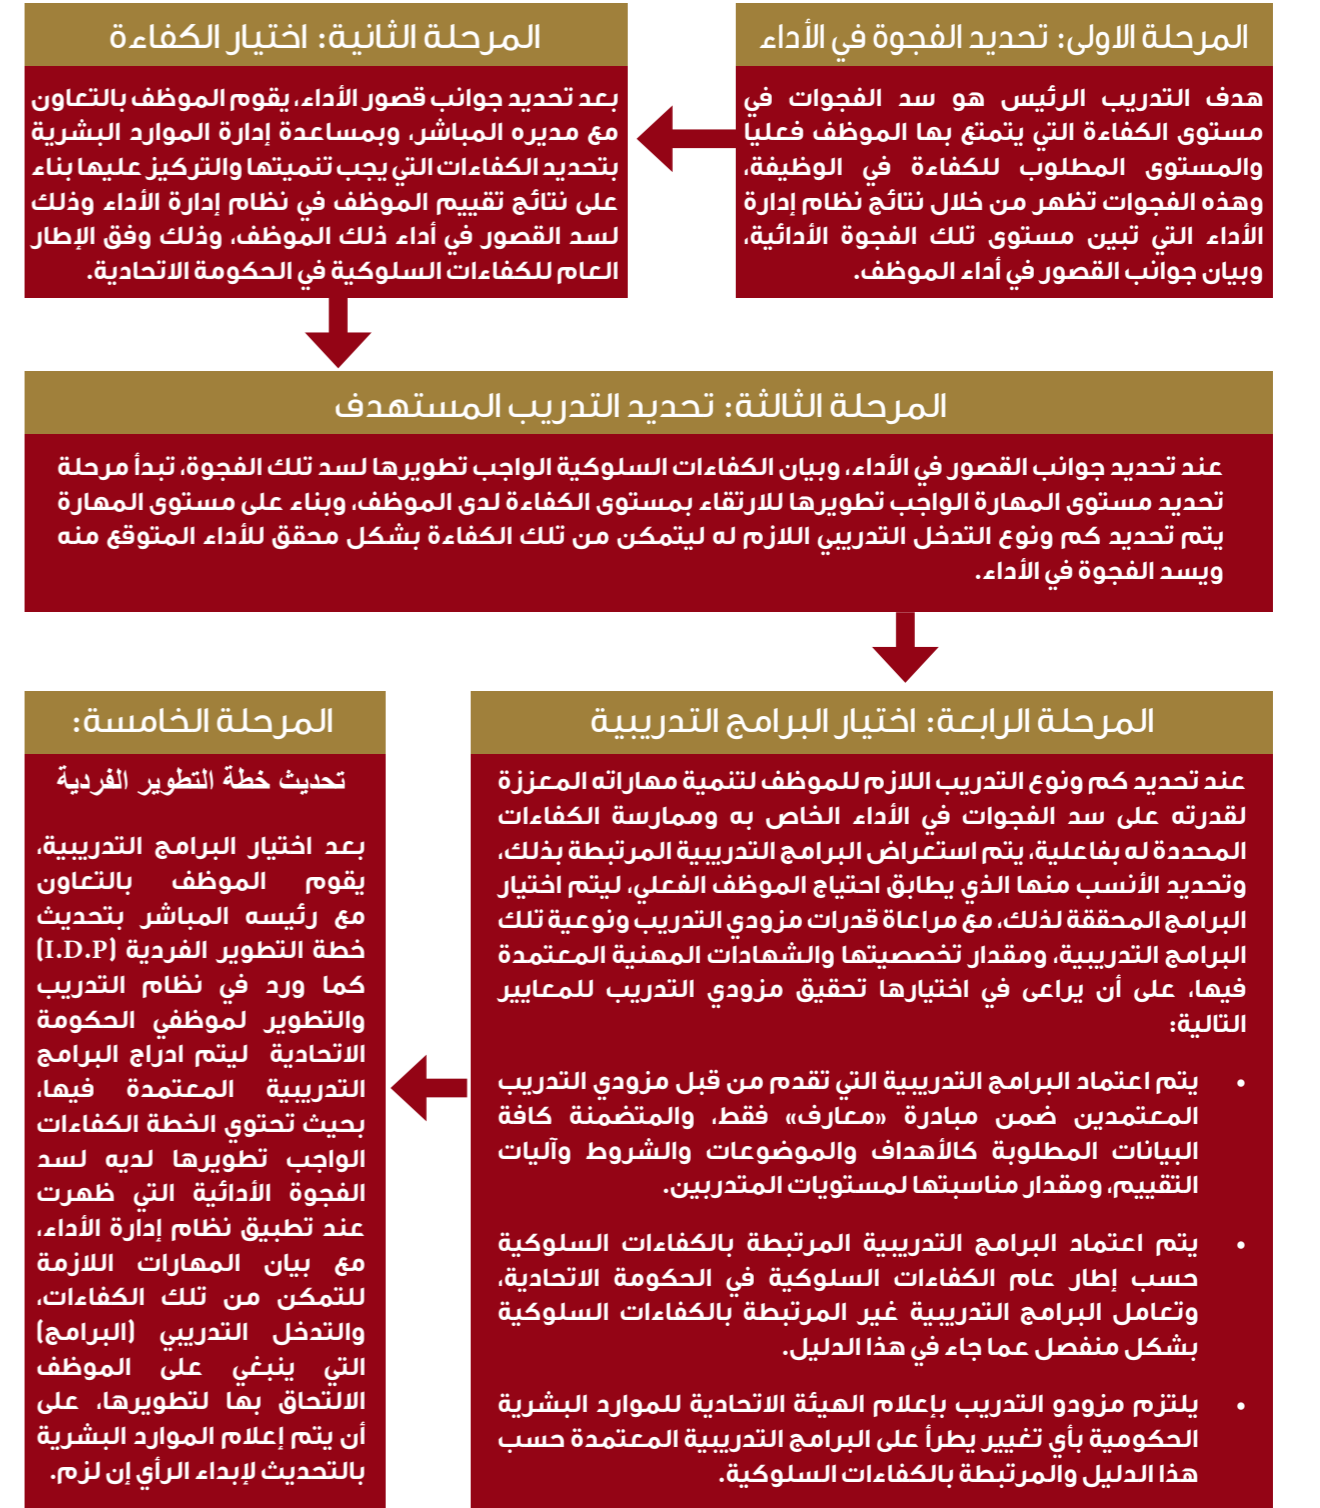 المرحلة الاولى: تحديد الفجوة في الأداء
هدف التدريب الرئيس هو سد الفجوات في
مستوى الكفاءة التي يتمتع بها الموظف فعليا
والمستوى المطلوب للكفاءة في الوظيفة،
وهذه الفجوات تظهر من خلال نتائج نظام إدارة
الأداء التي تبين مستوى تلك الفجوة الأدائية،
وبيان جوانب القصور في أداء الموظف.
المرحلة الثانية: اختيار الكفاءة
بعد تحديد جوانب قصور الأداء، يقوم الموظف بالتعاون
مع مديره المباشر، وبمساعدة إدارة الموارد البشرية
بتحديد الكفاءات التي يجب تنميتها والتركيز عليها بناء
على نتائج تقييم الموظف في نظام إدارة الأداء وذلك
لسد القصور في أداء ذلك الموظف، وذلك وفق الإطار
العام للكفاءات السلوكية في الحكومة الاتحادية.
المرحلة الثالثة: تحديد التدريب المستهدف
عند تحديد جوانب القصور في الأداء، وبيان الكفاءات السلوكية الواجب تطويرها لسد تلك الفجوة، تبدأ مرحلة
تحديد مستوى المهارة الواجب تطويرها للارتقاء بمستوى الكفاءة لدى الموظف، وبناء على مستوى المهارة
يتم تحديد كم ونوع التدخل التدريبي اللازم له ليتمكن من تلك الكفاءة بشكل محقق للأداء المتوقع منه
ويسد الفجوة في الأداء.
المرحلة الرابعة: اختيار البرامج التدريبية
عند تحديد كم ونوع التدريب اللازم للموظف لتنمية مهاراته المعززة
لقدرته على سد الفجوات في الأداء الخاص به وممارسة الكفاءات
المحددة له بفاعلية، يتم استعراض البرامج التدريبية المرتبطة بذلك،
وتحديد الأنسب منها الذي يطابق احتياج الموظف الفعلي، ليتم اختيار
البرامج المحققة لذلك، مع مراعاة قدرات مزودي التدريب ونوعية تلك
البرامج التدريبية، ومقدار تخصصيتها والشهادات المهنية المعتمدة
فيها، على أن يراعى في اختيارها تحقيق مزودي التدريب للمعايير
التالية:
• يتم اعتماد البرامج التدريبية التي تقدم من قبل مزودي التدريب
المعتمدين ضمن مبادرة «معارف» فقط، والمتضمنة كافة
البيانات المطلوبة كالأهداف والموضوعات والشروط وآليات
التقييم، ومقدار مناسبتها لمستويات المتدربين.
• يتم اعتماد البرامج التدريبية المرتبطة بالكفاءات السلوكية
حسب إطار عام الكفاءات السلوكية في الحكومة الاتحادية،
وتعامل البرامج التدريبية غير المرتبطة بالكفاءات السلوكية
بشكل منفصل عما جاء في هذا الدليل.
• يلتزم مزودو التدريب بإعلام الهيئة الاتحادية للموارد البشرية
الحكومية بأي تغيير يطرأ على البرامج التدريبية المعتمدة حسب
هذا الدليل والمرتبطة بالكفاءات السلوكية.
المرحلة الخامسة:
تحديث خطة التطوير الفردية
بعد اختيار البرامج التدريبية،
يقوم الموظف بالتعاون
مع رئيسه المباشر بتحديث
خطة التطوير الفردية (I.D.P)
كما ورد في نظام التدريب
والتطوير لموظفي الحكومة
الاتحادية ليتم ادراج البرامج
التدريبية المعتمدة فيها،
بحيث تحتوي الخطة الكفاءات
الواجب تطويرها لديه لسد
الفجوة الأدائية التي ظهرت
عند تطبيق نظام إدارة الأداء،
مع بيان المهارات اللازمة
للتمكن من تلك الكفاءات،
والتدخل التدريبي (البرامج)
التي ينبغي على الموظف
الالتحاق بها لتطويرها، على
أن يتم إعلام الموارد البشرية
بالتحديث لإبداء الرأي إن لزم.